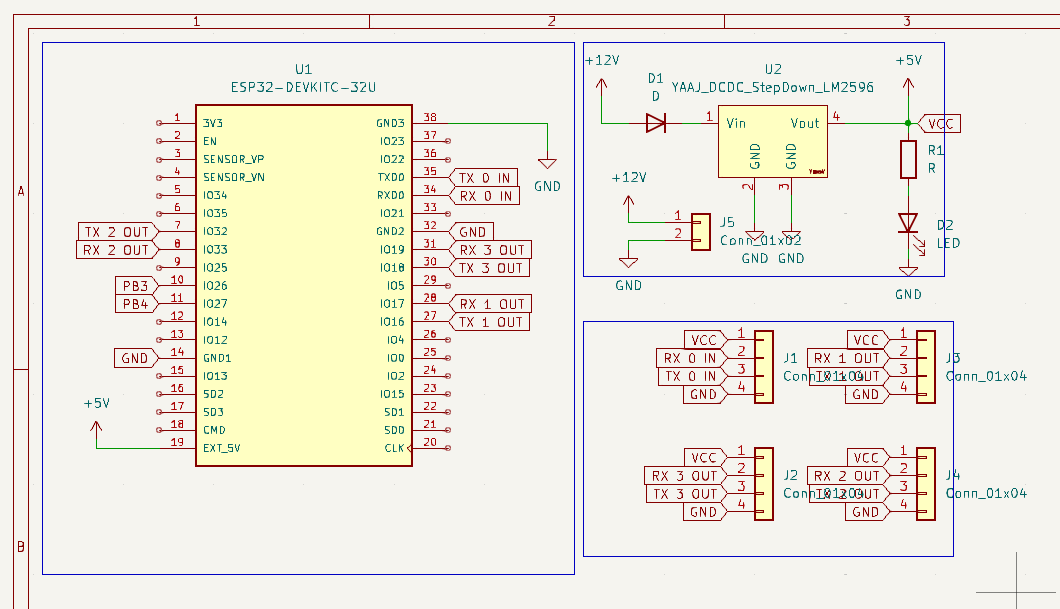 1 2 3
A
B
U1
ESP32-DEVKITC-32U
1 3V3
2 EN
3 SENSOR_VP
4 SENSOR_VN
5 IO34
6 IO35
TX 2 OUT 7 IO32
RX 2 OUT 8 IO33
9 IO25
PB3 10 IO26
PB4 11 IO27
12 IO14
13 IO12
GND 14 GND1
15 IO13
16 SD2
17 SD3
18 CMD
+5V
19 EXT_5V
GND3 38
GND
IO23 37
IO22 36
TXD0 35 TX 0 IN
RXD0 34 RX 0 IN
IO21 33
GND2 32 GND
IO19 31 RX 3 OUT
IO18 30 TX 3 OUT
IO5 29
IO17 28 RX 1 OUT
IO16 27 TX 1 OUT
IO4 26
IO0 25
IO2 24
IO15 23
SD1 22
SD0 21
CLK 20
+12V
D1
D
U2
YAAJ_DCDC_StepDown_LM2596
1 Vin
Vout 4
GND 2
GND 3
GND GND
+5V
VCC
R1
R
D2
LED
GND
+12V
1
2
J5
Conn_01x02
GND
VCC 1
RX 0 IN 2
TX 0 IN 3
GND 4
J1
Conn_01x04
VCC 1
RX 1 OUT 2
TX 1 OUT 3
GND 4
J3
Conn_01x04
VCC 1
RX 3 OUT 2
TX 3 OUT 3
GND 4
J2
Conn_01x04
VCC 1
RX 2 OUT 2
TX 2 OUT 3
GND 4
J4
Conn_01x04